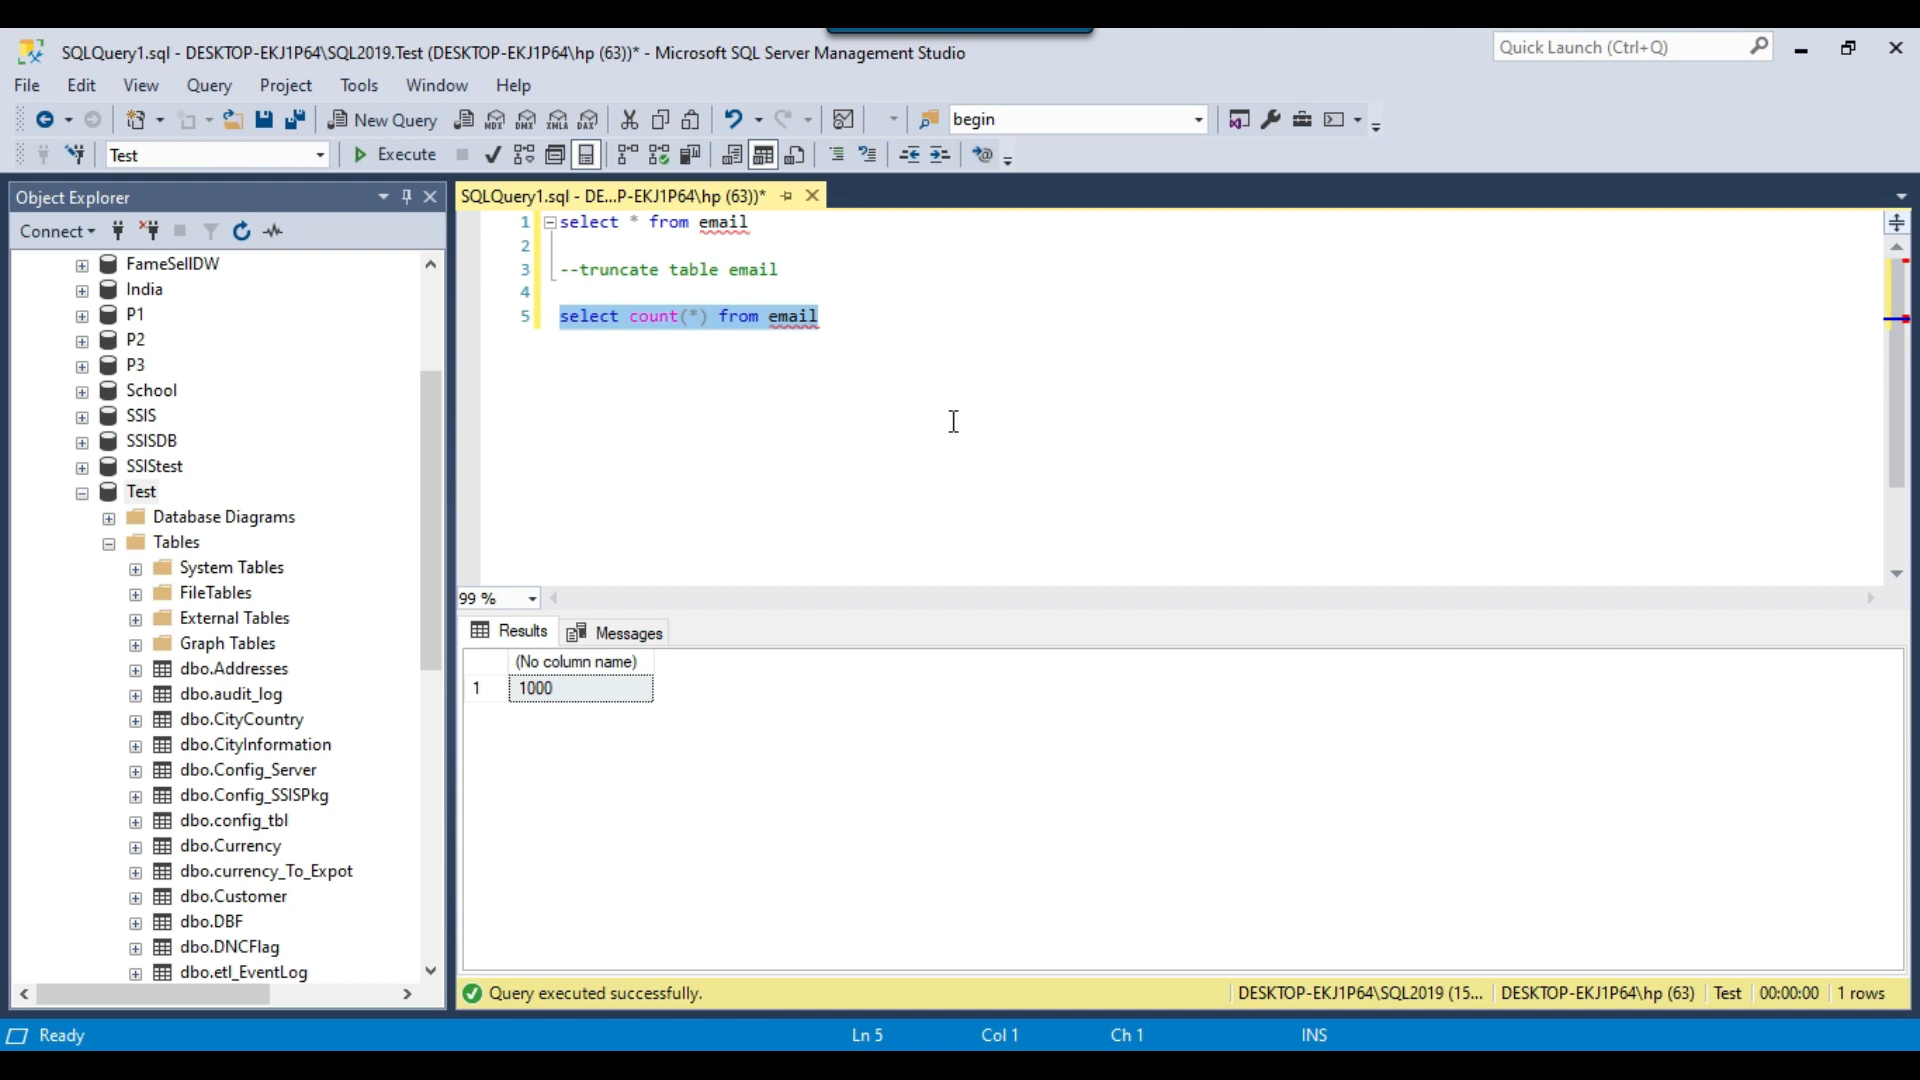 SQLQuery1.sql - DESKTOP-EKJ1P64\SQL2019.Test (DESKTOP-EKJ1P64\hp (63))* - Microsoft SQL Server Management Studio
Quick Launch (Ctrl+Q)
File Edit View Query Project Tools Window Help
New Query MDX DMX XMLA DAX begin
Test Execute
Object Explorer
Connect
FameSellDW
India
P1
P2
P3
School
SSIS
SSISDB
SSIStest
Test
Database Diagrams
Tables
System Tables
FileTables
External Tables
Graph Tables
dbo.Addresses
dbo.audit_log
dbo.CityCountry
dbo.CityInformation
dbo.Config_Server
dbo.Config_SSISPkg
dbo.config_tbl
dbo.Currency
dbo.currency_To_Expot
dbo.Customer
dbo.DBF
dbo.DNCFlag
dbo.etl_EventLog
SQLQuery1.sql - DE...P-EKJ1P64\hp (63))*
1 select * from email
2
3 --truncate table email
4
5 select count(*) from email
99 %
Results Messages
(No column name)
1 1000
Query executed successfully. DESKTOP-EKJ1P64\SQL2019 (15... DESKTOP-EKJ1P64\hp (63) Test 00:00:00 1 rows
Ready Ln 5 Col 1 Ch 1 INS